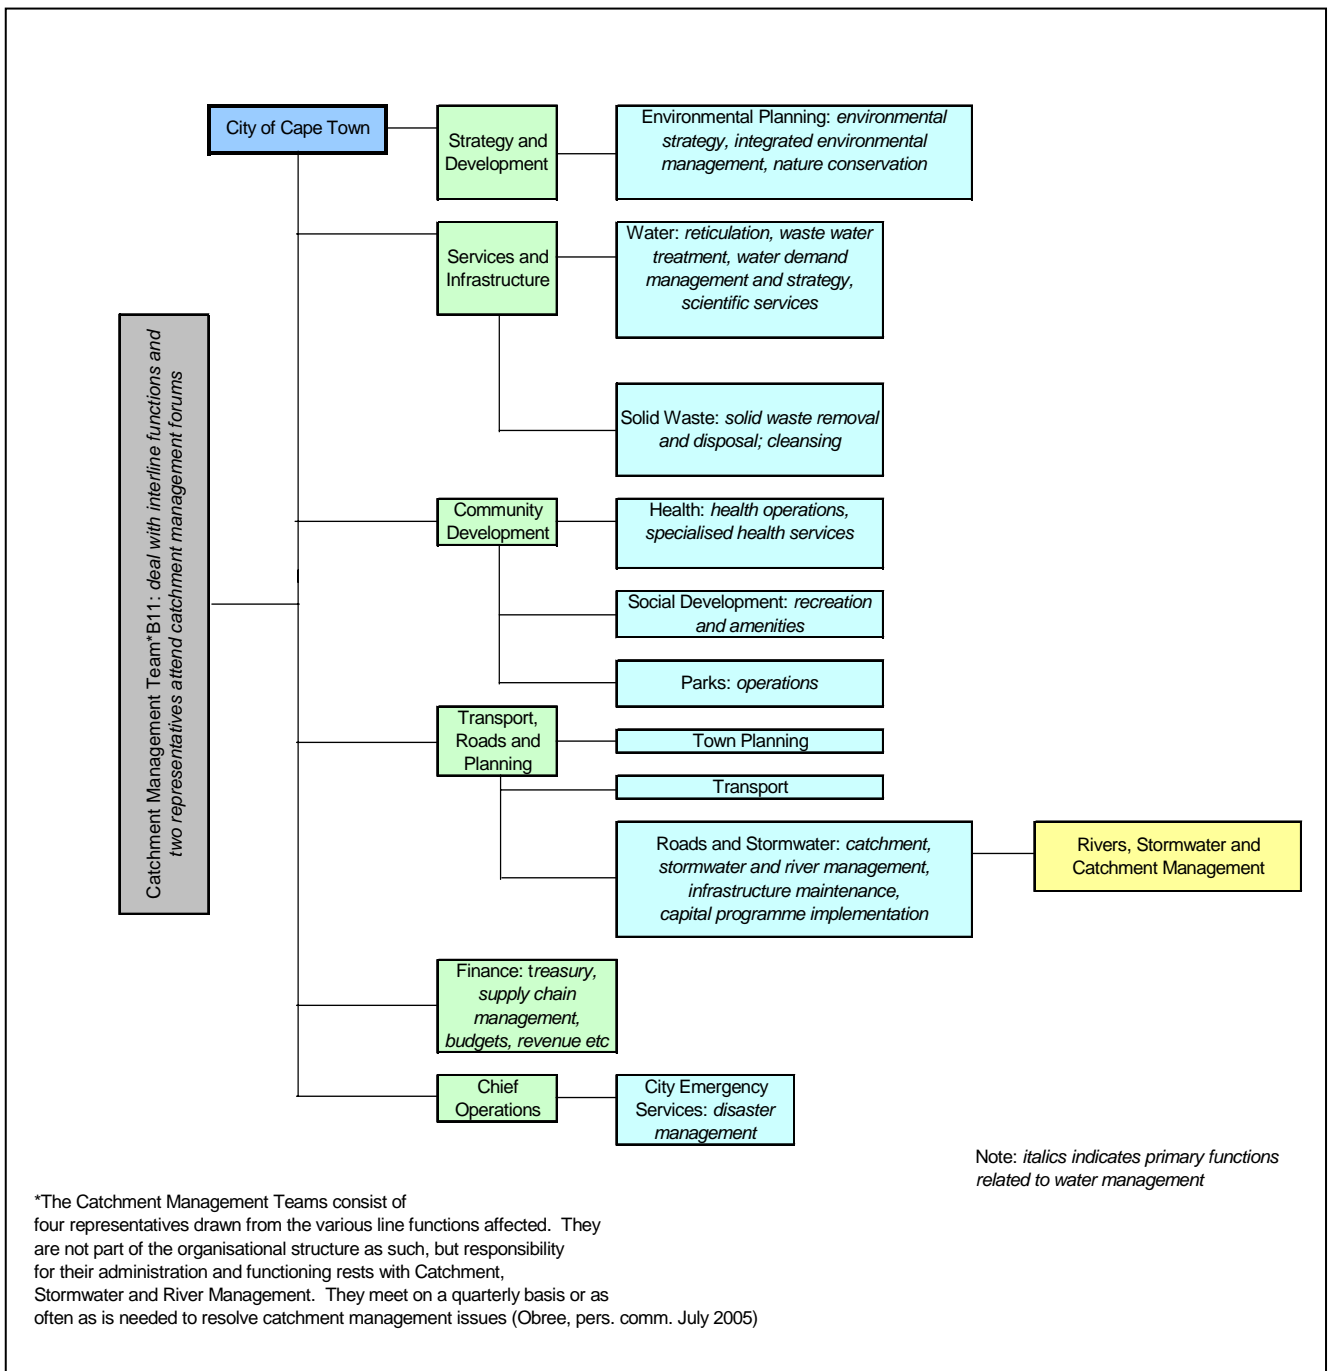 City of Cape Town
Strategy and
Development
Environmental Planning: environmental
strategy, integrated environmental
management, nature conservation
Services and
Infrastructure
Water: reticulation, waste water
treatment, water demand
management and strategy,
scientific services
Solid Waste: solid waste removal
and disposal; cleansing
Catchment Management Team*B11: deal with interline functions and
two representatives attend catchment management forums
Community
Development
Health: health operations,
specialised health services
Social Development: recreation
and amenities
Parks: operations
Transport,
Roads and
Planning
Town Planning
Transport
Roads and Stormwater: catchment,
stormwater and river management,
infrastructure maintenance,
capital programme implementation
Rivers, Stormwater and
Catchment Management
Finance: treasury,
supply chain
management,
budgets, revenue etc
Chief
Operations
City Emergency
Services: disaster
management
Note: italics indicates primary functions
related to water management
*The Catchment Management Teams consist of
four representatives drawn from the various line functions affected. They
are not part of the organisational structure as such, but responsibility
for their administration and functioning rests with Catchment,
Stormwater and River Management. They meet on a quarterly basis or as
often as is needed to resolve catchment management issues (Obree, pers. comm. July 2005)